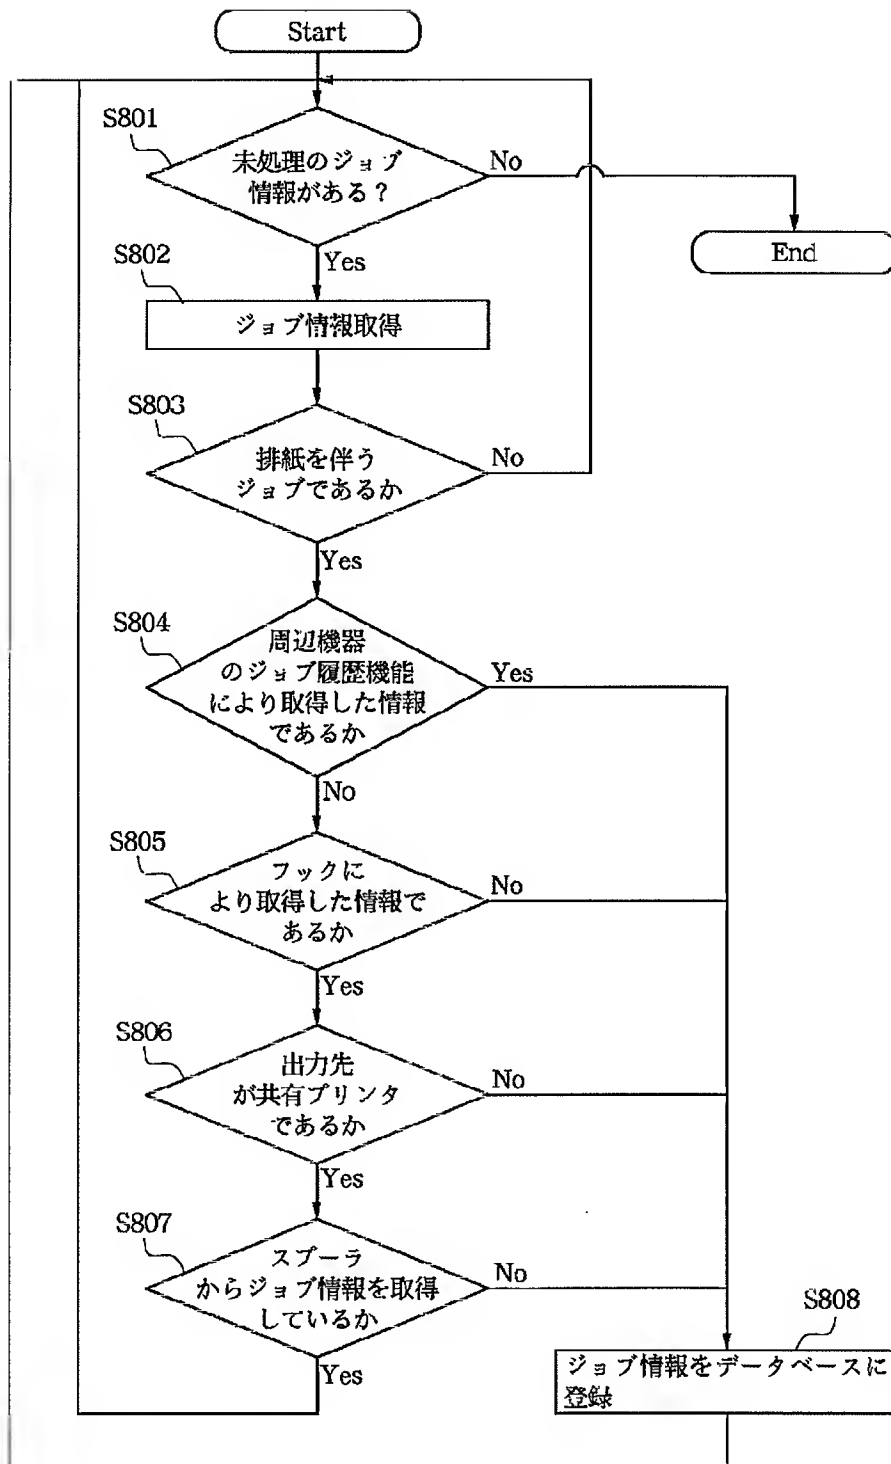 Start
S801
未処理のジョブ
情報がある？
No
End
Yes
S802
ジョブ情報取得
S803
排紙を伴う
ジョブであるか
No
Yes
S804
周辺機器
のジョブ履歴機能
により取得した情報
であるか
Yes
No
S805
フックに
より取得した情報で
あるか
No
Yes
S806
出力先
が共有プリンタ
であるか
No
Yes
S807
スプーラ
からジョブ情報を取得
しているか
No
Yes
S808
ジョブ情報をデータベースに
登録